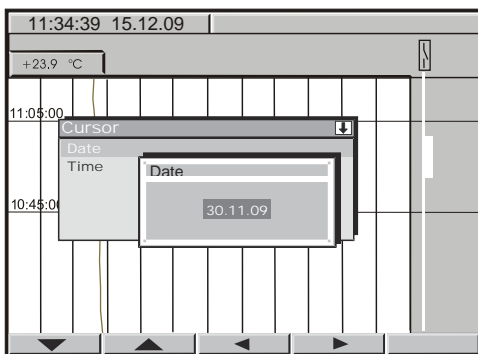 11:34:39 15.12.09
+23.9 °C
11:05:00
Cursor
Date
Time
Date
30.11.09
10:45:00